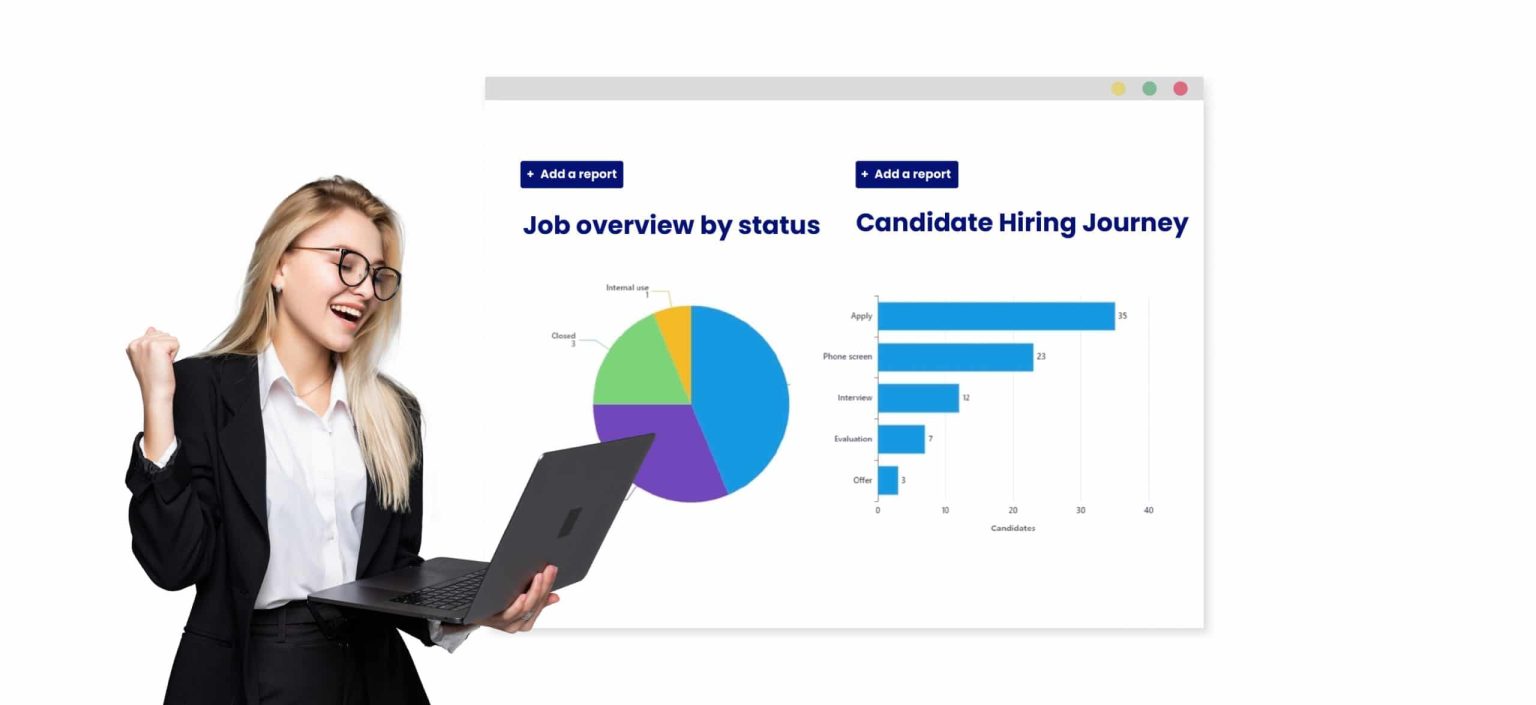 + Add a report
Job overview by status
Internal use
1
Closed
3
+ Add a report
Candidate Hiring Journey
Apply 35
Phone screen 23
Interview 12
Evaluation 7
Offer 3
0 10 20 30 40
Candidates